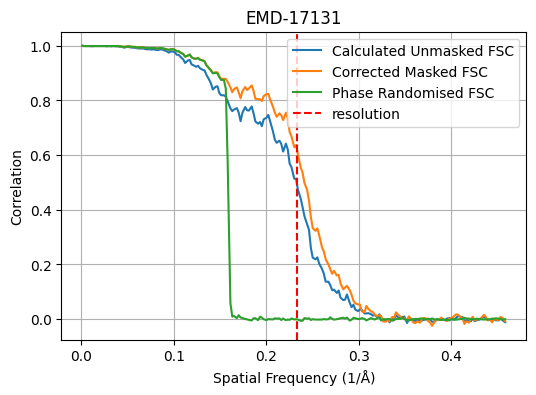 EMD-17131
1.0
0.8
0.6
0.4
0.2
0.0
Correlation
Calculated Unmasked FSC
Corrected Masked FSC
Phase Randomised FSC
resolution
0.0 0.1 0.2 0.3 0.4
Spatial Frequency (1/Å)